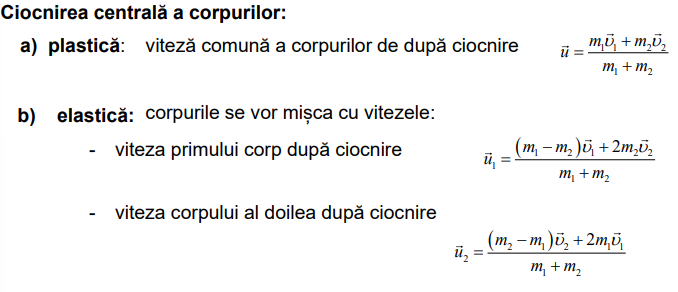 Ciocnirea centrală a corpurilor:
a) plastică: viteză comună a corpurilor de după ciocnire $\vec{u} = \frac{m_1\vec{\upsilon}_1 + m_2\vec{\upsilon}_2}{m_1 + m_2}$
b) elastică: corpurile se vor mișca cu vitezele:
- viteza primului corp după ciocnire $\vec{u}_1 = \frac{(m_1 - m_2)\vec{\upsilon}_1 + 2m_2\vec{\upsilon}_2}{m_1 + m_2}$
- viteza corpului al doilea după ciocnire
$\vec{u}_2 = \frac{(m_2 - m_1)\vec{\upsilon}_2 + 2m_1\vec{\upsilon}_1}{m_1 + m_2}$